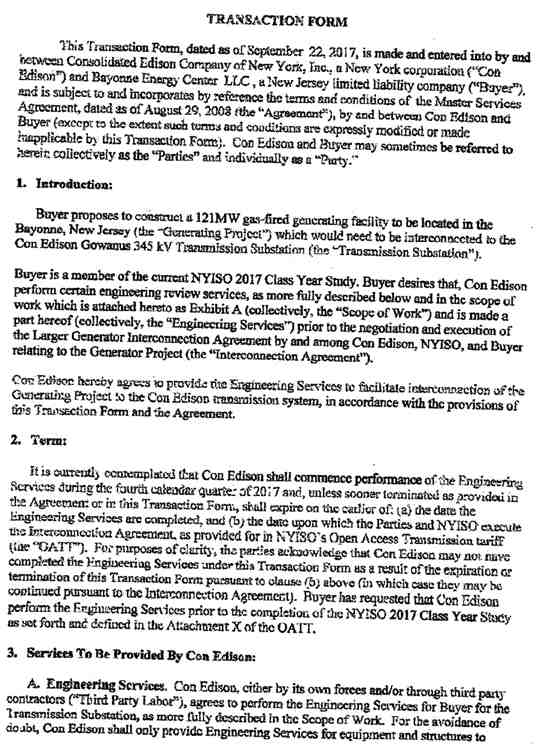 TRANSACTION FORM
This Transaction Form, dated as of September 22, 2017, is made and entered into by and
between Consolidated Edison Company of New York, Inc., a New York corporation ("Con
Edison") and Bayonne Energy Center LLC, a New Jersey limited liability company ("Buyer"),
and is subject to and incorporates by reference the terms and conditions of the Master Services
Agreement, dated as of August 29, 2008 (the "Agreement"), by and between Con Edison and
Buyer (except to the extent such terms and conditions are expressly modified or made
inapplicable by this Transaction Form). Con Edison and Buyer may sometimes be referred to
herein collectively as the "Parties" and individually as a "Party."
1. Introduction:
Buyer proposes to construct a 121MW gas-fired generating facility to be located in the
Bayonne, New Jersey (the "Generating Project") which would need to be interconnected to the
Con Edison Gowanus 345 kV Transmission Substation (the "Transmission Substation").
Buyer is a member of the current NYISO 2017 Class Year Study. Buyer desires that, Con Edison
perform certain engineering review services, as more fully described below and in the scope of
work which is attached hereto as Exhibit A (collectively, the "Scope of Work") and is made a
part hereof (collectively, the "Engineering Services") prior to the negotiation and execution of
the Larger Generator Interconnection Agreement by and among Con Edison, NYISO, and Buyer
relating to the Generator Project (the "Interconnection Agreement").
Con Edison hereby agrees to provide the Engineering Services to facilitate interconnection of the
Generating Project to the Con Edison transmission system, in accordance with the provisions of
this Transaction Form and the Agreement.
2. Term:
It is currently contemplated that Con Edison shall commence performance of the Engineering
Services during the fourth calendar quarter of 2017 and, unless sooner terminated as provided in
the Agreement or in this Transaction Form, shall expire on the earlier of: (a) the date the
Engineering Services are completed, and (b) the date upon which the Parties and NYISO execute
the Interconnection Agreement, as provided for in NYISO's Open Access Transmission tariff
(the "OATT"). For purposes of clarity, the parties acknowledge that Con Edison may not have
completed the Engineering Services under this Transaction Form as a result of the expiration or
termination of this Transaction Form pursuant to clause (b) above (in which case they may be
continued pursuant to the Interconnection Agreement). Buyer has requested that Con Edison
perform the Engineering Services prior to the completion of the NYISO 2017 Class Year Study
as set forth and defined in the Attachment X of the OATT.
3. Services To Be Provided By Con Edison:
A. Engineering Services. Con Edison, either by its own forces and/or through third party
contractors ("Third Party Labor"), agrees to perform the Engineering Services for Buyer for the
Transmission Substation, as more fully described in the Scope of Work. For the avoidance of
doubt, Con Edison shall only provide Engineering Services for equipment and structures to